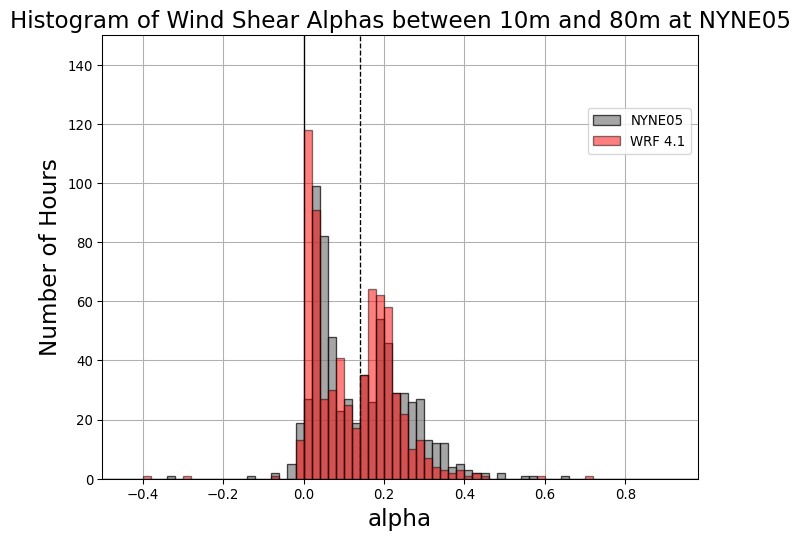 Histogram of Wind Shear Alphas between 10m and 80m at NYNE05
140
120
100
80
60
40
20
0
Number of Hours
NYNE05
WRF 4.1
−0.4 −0.2 0.0 0.2 0.4 0.6 0.8
alpha